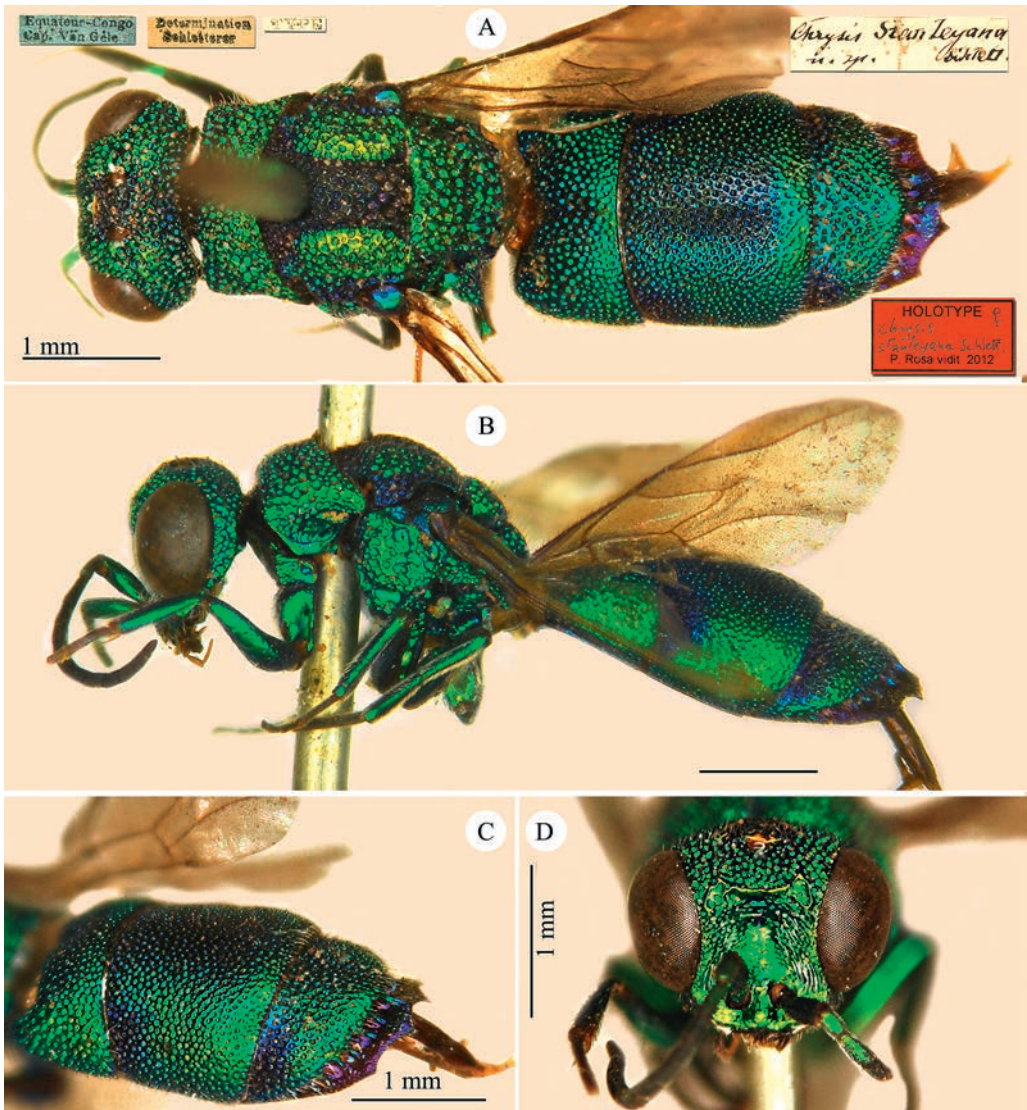 Equateur-Congo
Cap. Van Géle
Determination
Schletterer
A
Chrysis Stanleyana
n. sp. Schlett.
1 mm
HOLOTYPE ♀
Chrysis
stanleyana Schlett.
P. Rosa vidit 2012
B
C
1 mm
D
1 mm